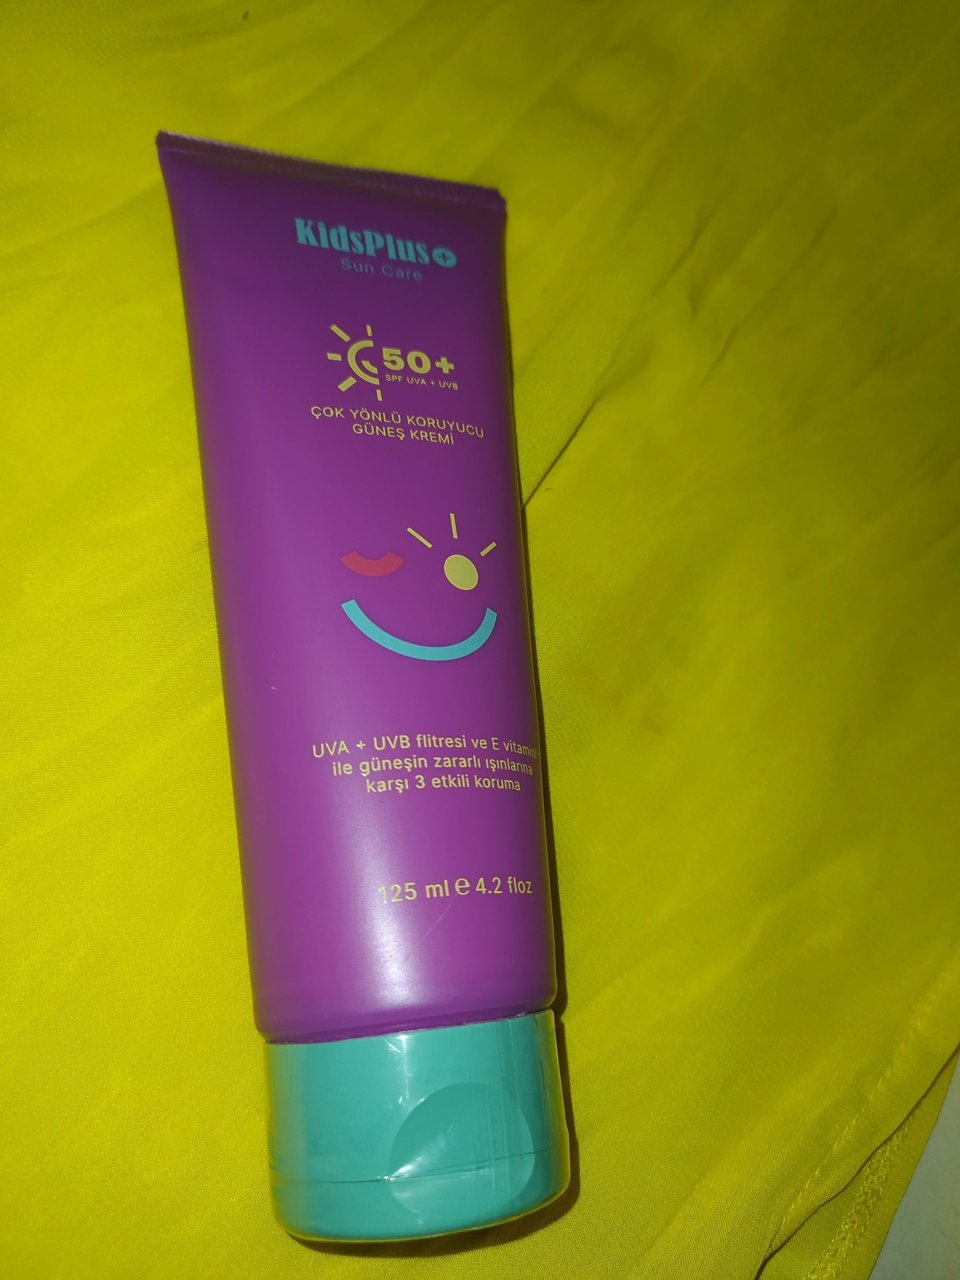 KidsPlus+
Sun Care
50+
SPF UVA + UVB
ÇOK YÖNLÜ KORUYUCU
GÜNEŞ KREMİ
UVA + UVB flitresi ve E vitamini
ile güneşin zararlı ışınlarına
karşı 3 etkili koruma
125 ml e 4.2 floz